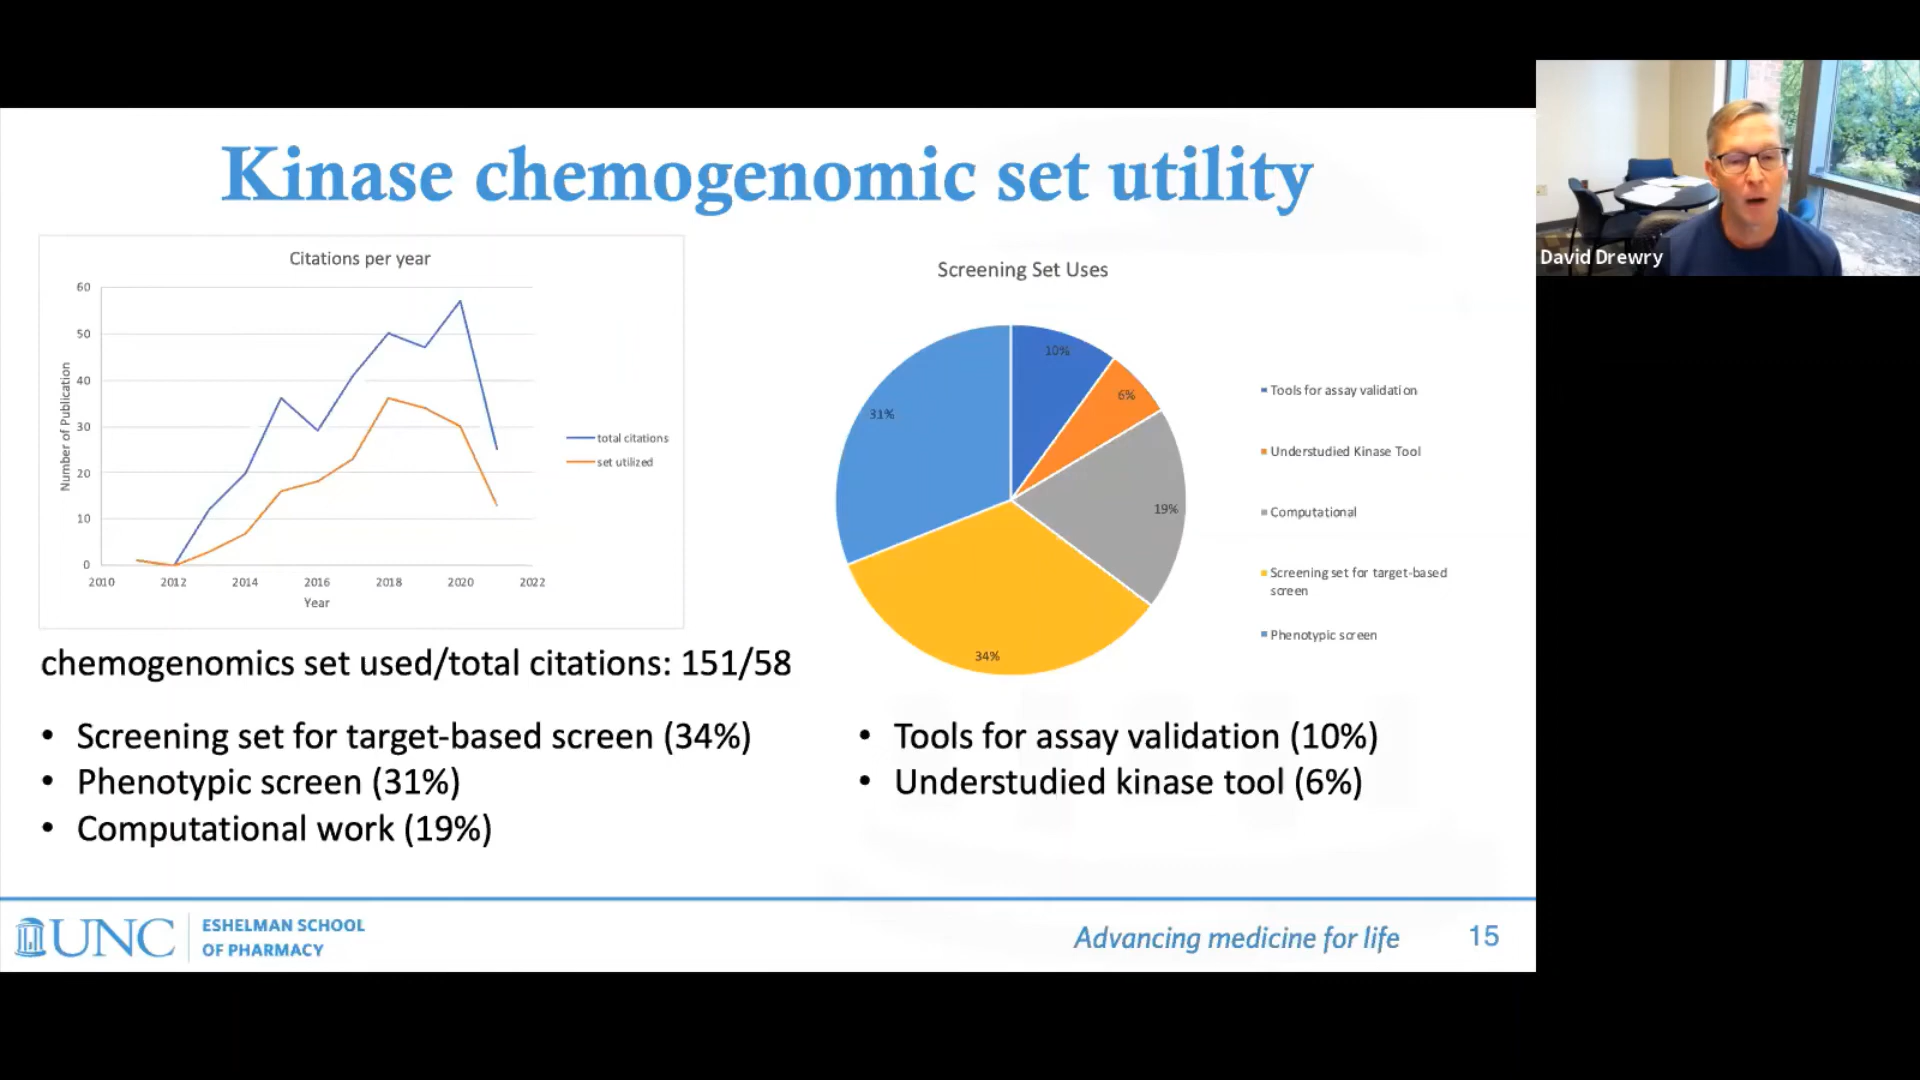 Kinase chemogenomic set utility
Citations per year
60
50
40
30
20
10
0
Number of Publication
2010 2012 2014 2016 2018 2020 2022
Year
total citations
set utilized
Screening Set Uses
10%
6%
19%
34%
31%
Tools for assay validation
Understudied Kinase Tool
Computational
Screening set for target-based
screen
Phenotypic screen
chemogenomics set used/total citations: 151/58
• Screening set for target-based screen (34%)
• Phenotypic screen (31%)
• Computational work (19%)
• Tools for assay validation (10%)
• Understudied kinase tool (6%)
UNC
ESHELMAN SCHOOL
OF PHARMACY
Advancing medicine for life
15
David Drewry